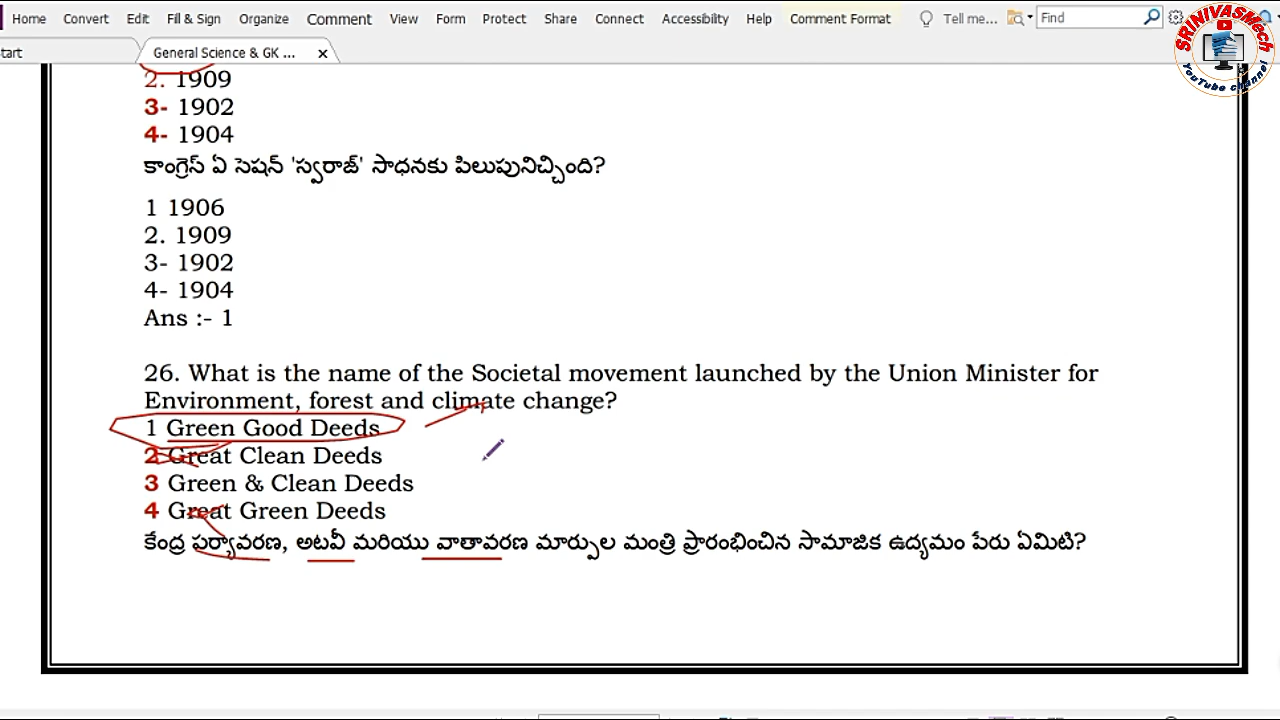 Home Convert Edit Fill & Sign Organize Comment View Form Protect Share Connect Accessibility Help Comment Format Tell me... Find
tart General Science & GK ... ×
SRINIVASMech
YouTube channel
2. 1909
3- 1902
4- 1904
కాంగ్రెస్ ఏ సెషన్ 'స్వరాజ్' సాధనకు పిలుపునిచ్చింది?
1 1906
2. 1909
3- 1902
4- 1904
Ans :- 1
26. What is the name of the Societal movement launched by the Union Minister for
Environment, forest and climate change?
1 Green Good Deeds
2 Great Clean Deeds
3 Green & Clean Deeds
4 Great Green Deeds
కేంద్ర పర్యావరణ, అటవీ మరియు వాతావరణ మార్పుల మంత్రి ప్రారంభించిన సామాజిక ఉద్యమం పేరు ఏమిటి?